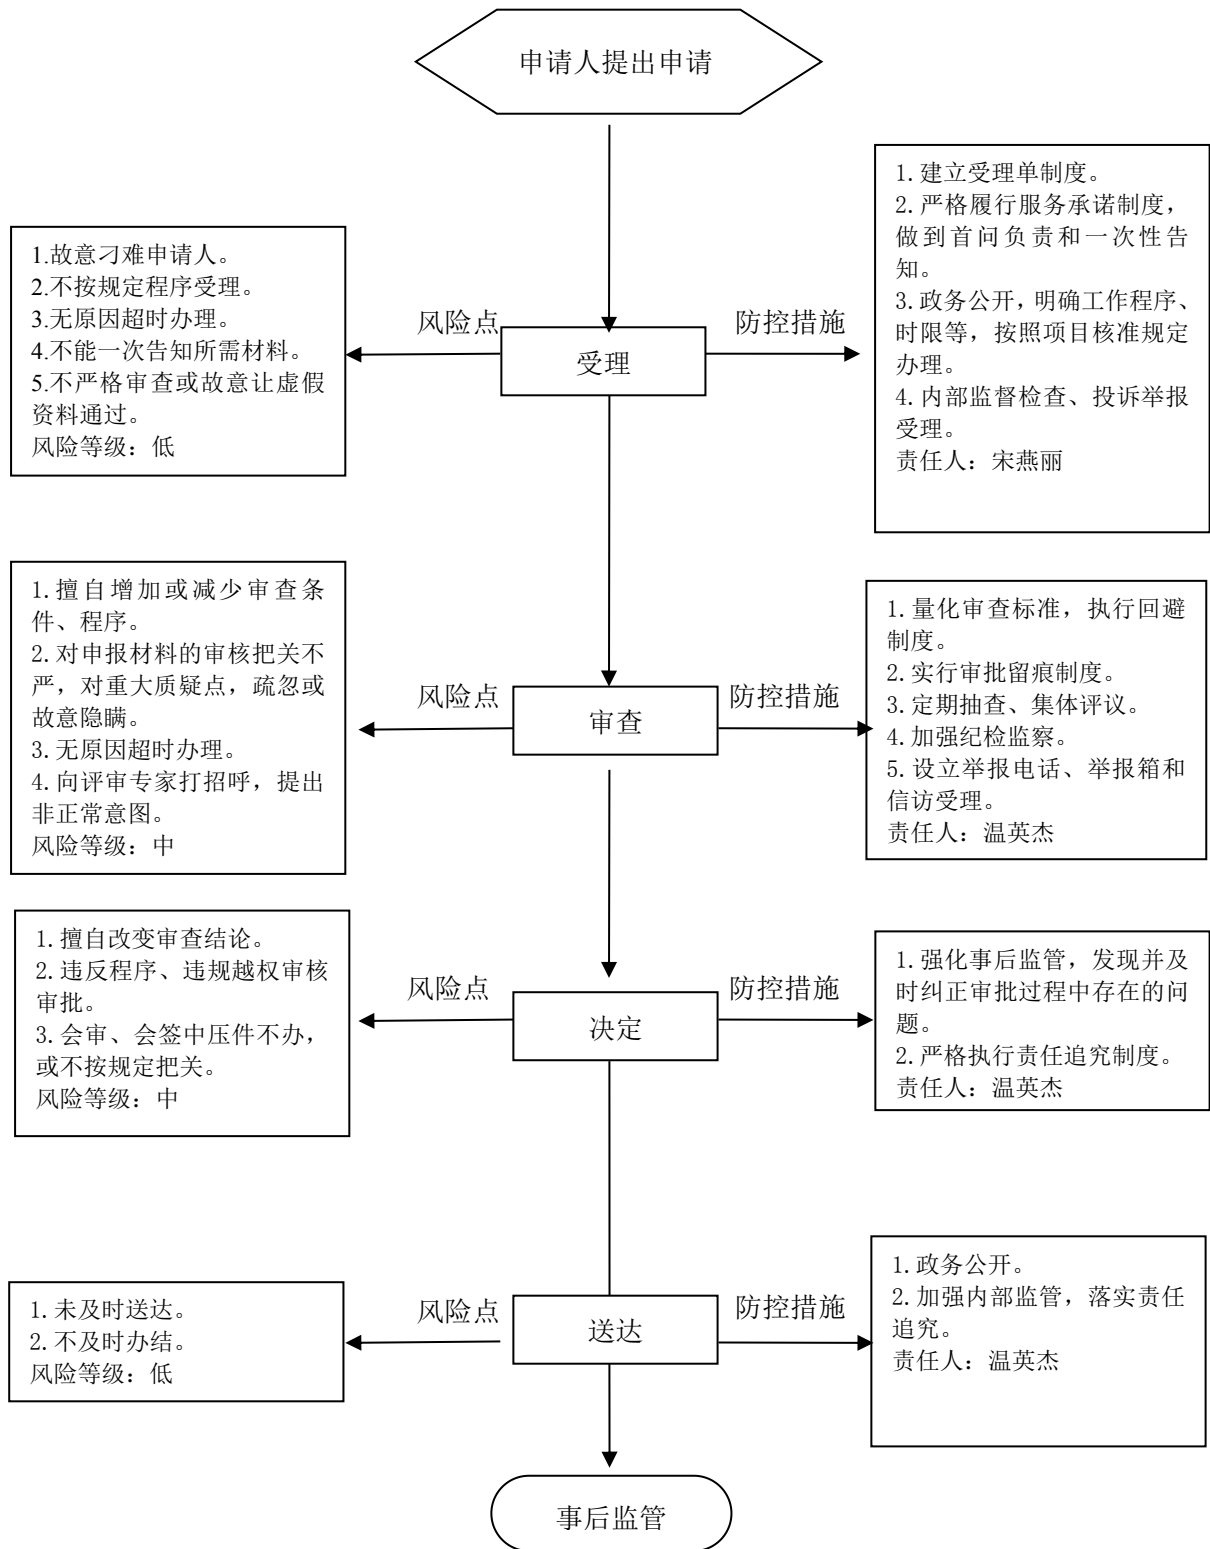 申请人提出申请
1.故意刁难申请人。
2.不按规定程序受理。
3.无原因超时办理。
4.不能一次告知所需材料。
5.不严格审查或故意让虚假
资料通过。
风险等级：低
风险点
受理
防控措施
1.建立受理单制度。
2.严格履行服务承诺制度，
做到首问负责和一次性告
知。
3.政务公开，明确工作程序、
时限等，按照项目核准规定
办理。
4.内部监督检查、投诉举报
受理。
责任人：宋燕丽
1.擅自增加或减少审查条
件、程序。
2.对申报材料的审核把关不
严，对重大质疑点，疏忽或
故意隐瞒。
3.无原因超时办理。
4.向评审专家打招呼，提出
非正常意图。
风险等级：中
风险点
审查
防控措施
1.量化审查标准，执行回避
制度。
2.实行审批留痕制度。
3.定期抽查、集体评议。
4.加强纪检监察。
5.设立举报电话、举报箱和
信访受理。
责任人：温英杰
1.擅自改变审查结论。
2.违反程序、违规越权审核
审批。
3.会审、会签中压件不办，
或不按规定把关。
风险等级：中
风险点
决定
防控措施
1.强化事后监管，发现并及
时纠正审批过程中存在的问
题。
2.严格执行责任追究制度。
责任人：温英杰
1.未及时送达。
2.不及时办结。
风险等级：低
风险点
送达
防控措施
1.政务公开。
2.加强内部监管，落实责任
追究。
责任人：温英杰
事后监管